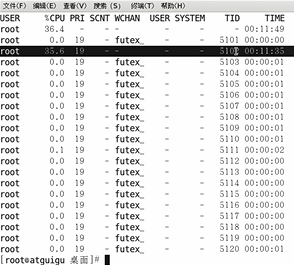 文件(F) 编辑(E) 查看(V) 搜索 (S) 终端(T) 帮助(H)
USER %CPU PRI SCNT WCHAN USER SYSTEM TID TIME
root 36.4 - - - - - - 00:11:49
root 0.0 19 - futex_ - - 5101 00:00:00
root 35.6 19 - - - - 5102 00:11:35
root 0.0 19 - futex_ - - 5103 00:00:01
root 0.0 19 - futex_ - - 5104 00:00:01
root 0.0 19 - futex_ - - 5105 00:00:01
root 0.0 19 - futex_ - - 5106 00:00:01
root 0.0 19 - futex_ - - 5107 00:00:01
root 0.0 19 - futex_ - - 5108 00:00:01
root 0.0 19 - futex_ - - 5109 00:00:01
root 0.0 19 - futex_ - - 5110 00:00:01
root 0.1 19 - futex_ - - 5111 00:00:02
root 0.0 19 - futex_ - - 5112 00:00:00
root 0.0 19 - futex_ - - 5113 00:00:00
root 0.0 19 - futex_ - - 5114 00:00:00
root 0.0 19 - futex_ - - 5115 00:00:00
root 0.0 19 - futex_ - - 5116 00:00:00
root 0.0 19 - futex_ - - 5117 00:00:00
root 0.0 19 - futex_ - - 5118 00:00:00
root 0.0 19 - futex_ - - 5119 00:00:00
root 0.0 19 - futex_ - - 5120 00:00:01
[root@atguigu 桌面]#